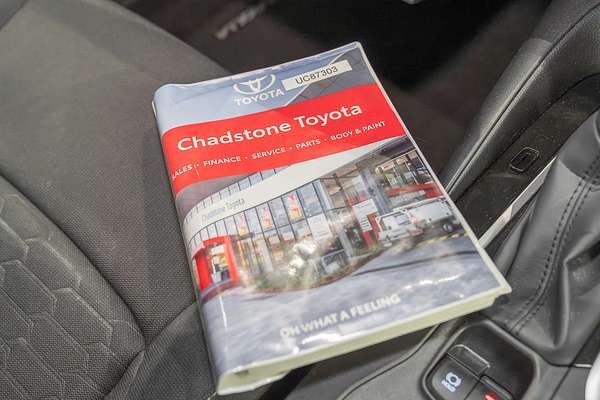 TOYOTA
UC87303
Chadstone Toyota
SALES • FINANCE • SERVICE • PARTS • BODY & PAINT
Chadstone Toyota
OH WHAT A FEELING